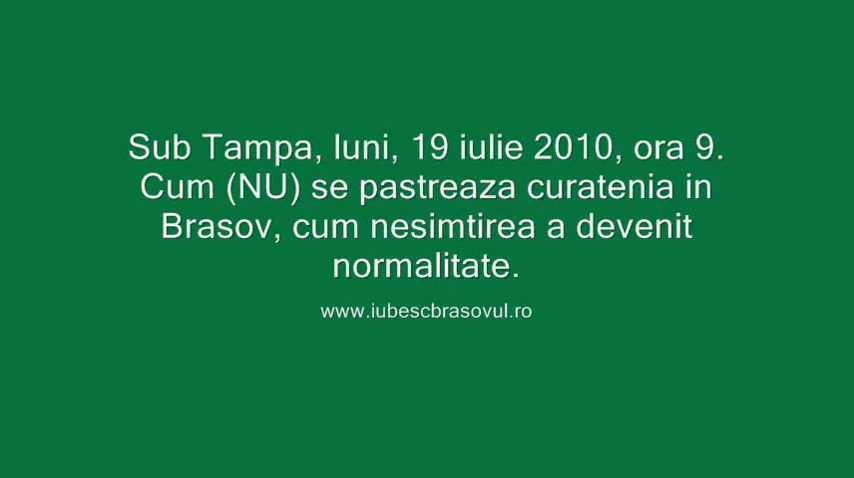 Sub Tampa, luni, 19 iulie 2010, ora 9.
Cum (NU) se pastreaza curatenia in
Brasov, cum nesimtirea a devenit
normalitate.
www.iubescbrasovul.ro